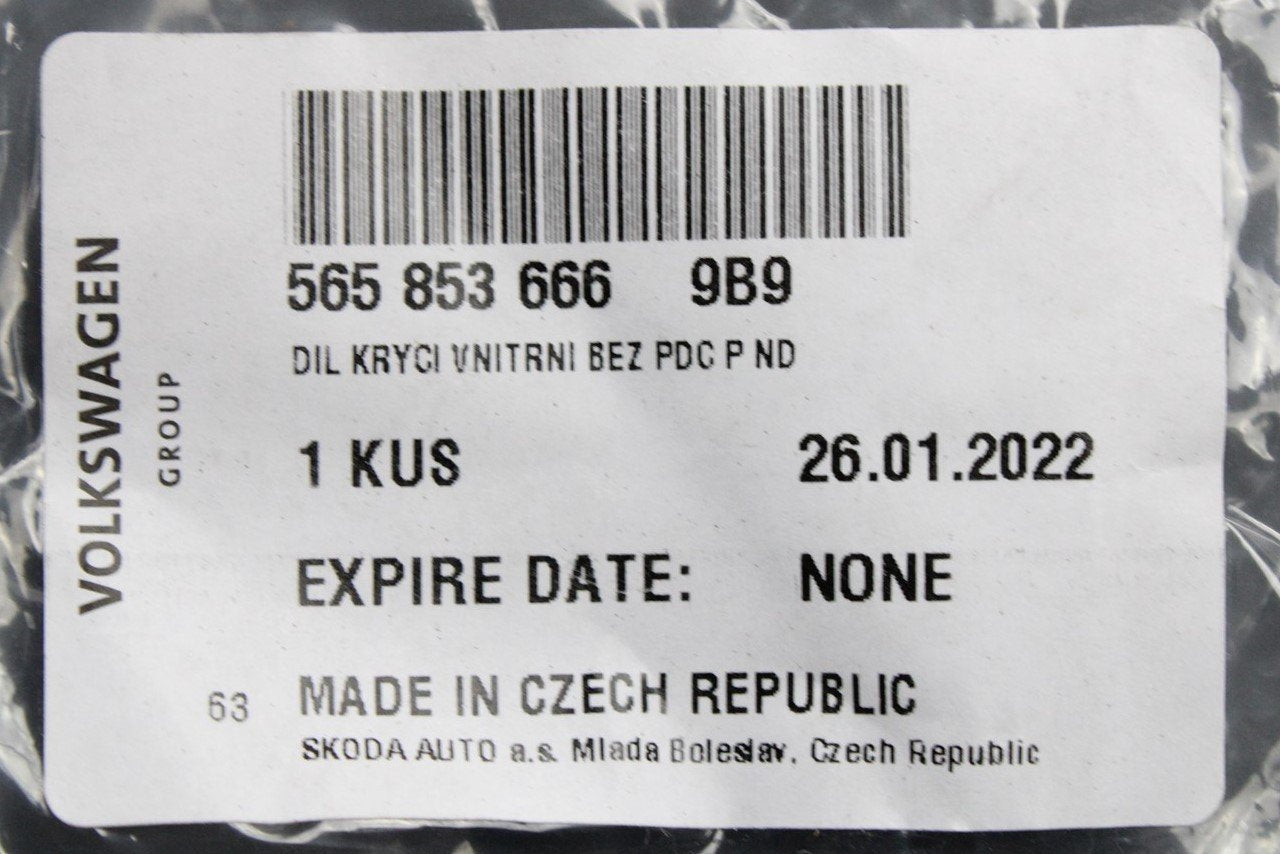 VOLKSWAGEN
GROUP
565 853 666 9B9
DIL KRYCI VNITRNI BEZ PDC P ND
1 KUS 26.01.2022
EXPIRE DATE: NONE
63 MADE IN CZECH REPUBLIC
SKODA AUTO a.s. Mlada Boleslav, Czech Republic